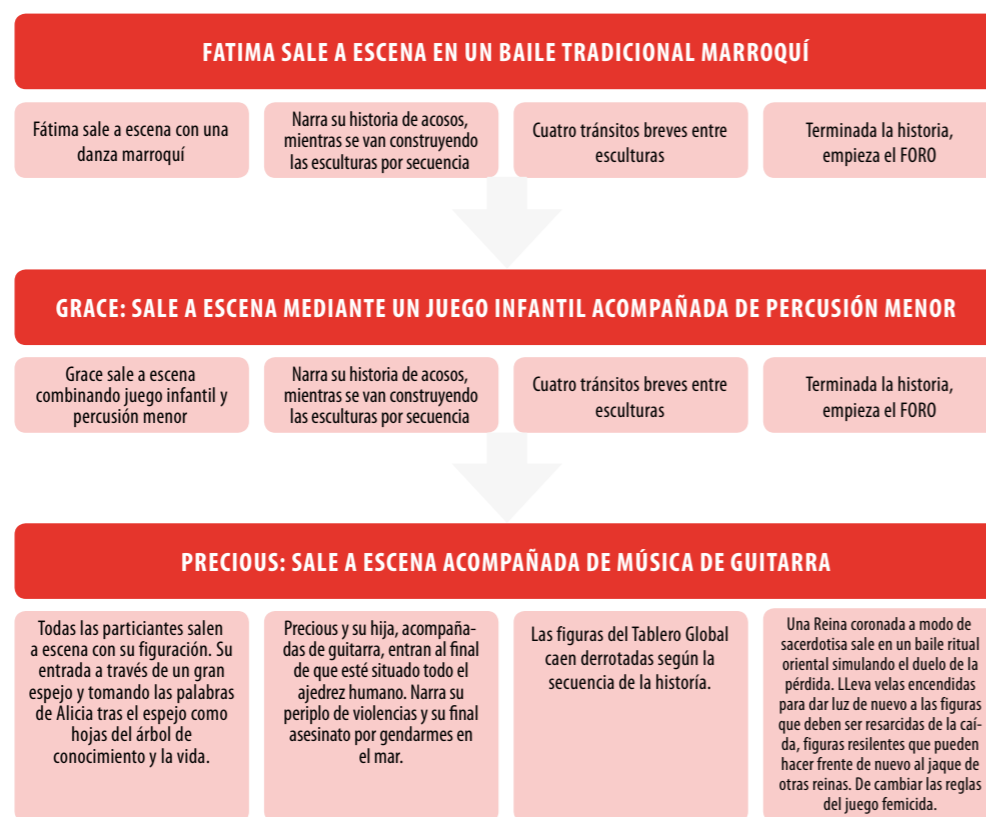 FATIMA SALE A ESCENA EN UN BAILE TRADICIONAL MARROQUÍ
Fátima sale a escena con una
danza marroquí
Narra su historia de acosos,
mientras se van construyendo
las esculturas por secuencia
Cuatro tránsitos breves entre
esculturas
Terminada la historia,
empieza el FORO
GRACE: SALE A ESCENA MEDIANTE UN JUEGO INFANTIL ACOMPAÑADA DE PERCUSIÓN MENOR
Grace sale a escena
combinando juego infantil y
percusión menor
Narra su historia de acosos,
mientras se van construyendo
las esculturas por secuencia
Cuatro tránsitos breves entre
esculturas
Terminada la historia,
empieza el FORO
PRECIOUS: SALE A ESCENA ACOMPAÑADA DE MÚSICA DE GUITARRA
Todas las particiantes salen
a escena con su figuración. Su
entrada a través de un gran
espejo y tomando las palabras
de Alicia tras el espejo como
hojas del árbol de
conocimiento y la vida.
Precious y su hija, acompaña-
das de guitarra, entran al final
de que esté situado todo el
ajedrez humano. Narra su
periplo de violencias y su final
asesinato por gendarmes en
el mar.
Las figuras del Tablero Global
caen derrotadas según la
secuencia de la historía.
Una Reina coronada a modo de
sacerdotisa sale en un baile ritual
oriental simulando el duelo de la
pérdida. LLeva velas encendidas
para dar luz de nuevo a las figuras
que deben ser resarcidas de la caí-
da, figuras resilentes que pueden
hacer frente de nuevo al jaque de
otras reinas. De cambiar las reglas
del juego femicida.